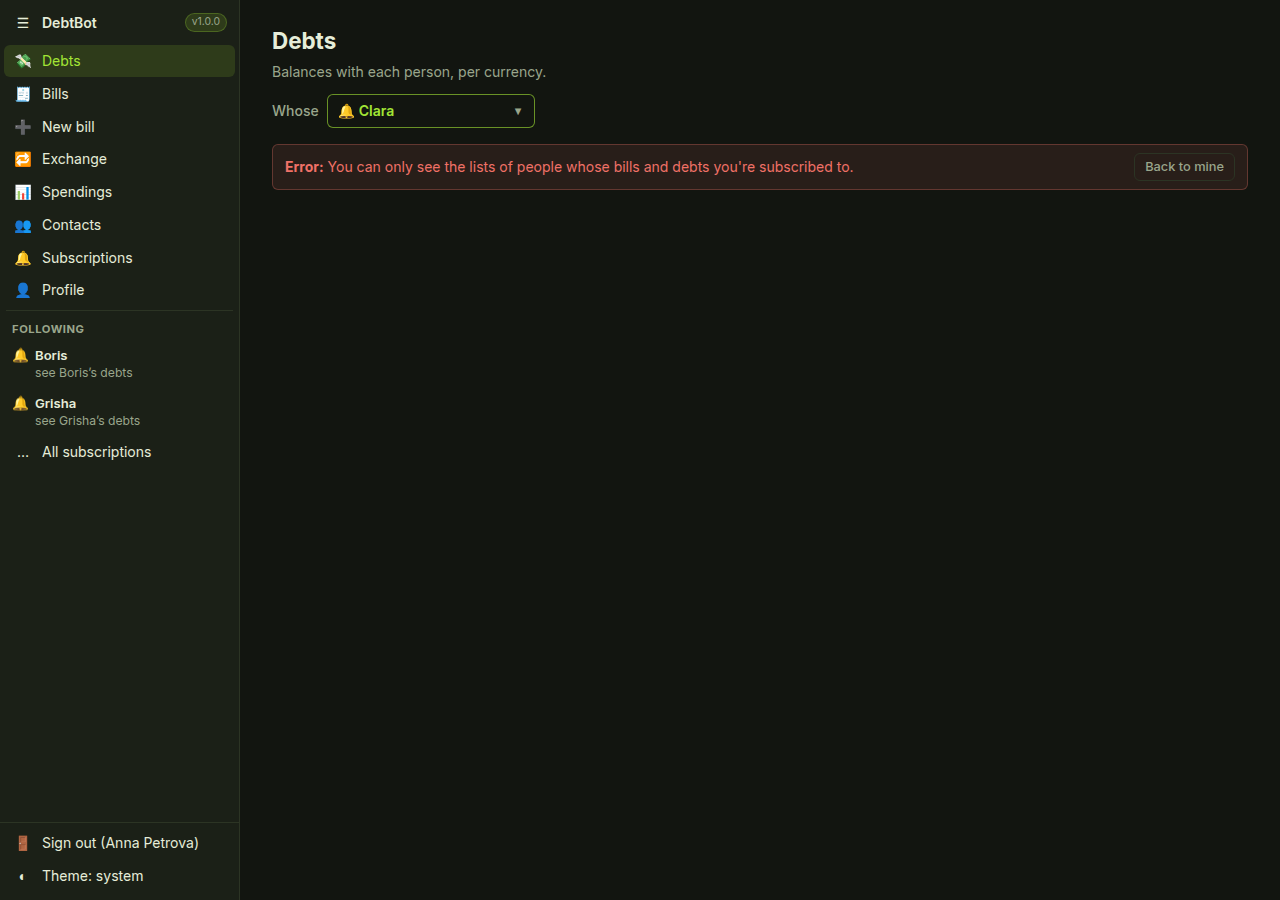 ☰ DebtBot v1.0.0
Debts
Bills
New bill
Exchange
Spendings
Contacts
Subscriptions
Profile
FOLLOWING
Boris
see Boris’s debts
Grisha
see Grisha’s debts
… All subscriptions
Sign out (Anna Petrova)
Theme: system
Debts
Balances with each person, per currency.
Whose Clara ▾
Error: You can only see the lists of people whose bills and debts you're subscribed to. Back to mine